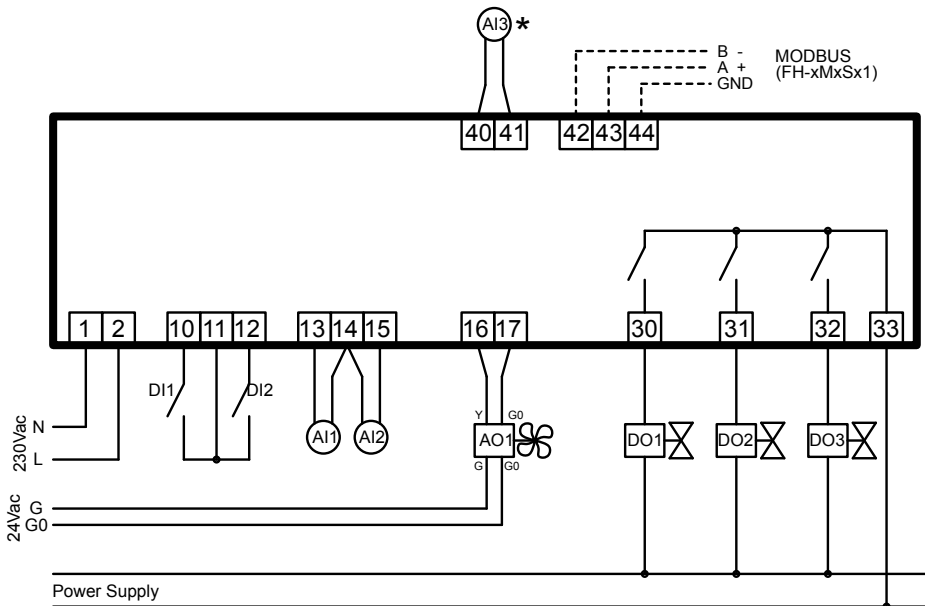 AI3 *
B -
A +
GND
MODBUS
(FH-xMxSx1)
40 41 42 43 44
1 2 10 11 12 13 14 15 16 17 30 31 32 33
DI1 DI2
AI1 AI2
Y G0
AO1
G G0
DO1 DO2 DO3
230Vac
N
L
24Vac
G
G0
Power Supply